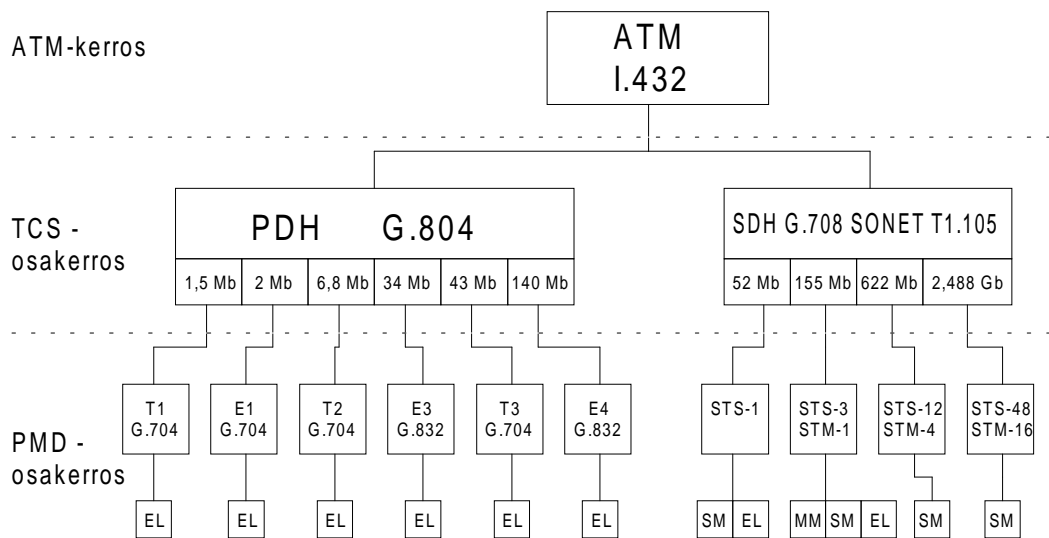 ATM-kerros
ATM
I.432
TCS -
osakerros
PDH G.804
1,5 Mb 2 Mb 6,8 Mb 34 Mb 43 Mb 140 Mb
SDH G.708 SONET T1.105
52 Mb 155 Mb 622 Mb 2,488 Gb
PMD -
osakerros
T1
G.704
E1
G.704
T2
G.704
E3
G.832
T3
G.704
E4
G.832
STS-1
STS-3
STM-1
STS-12
STM-4
STS-48
STM-16
EL EL EL EL EL EL SM EL MM SM EL SM SM